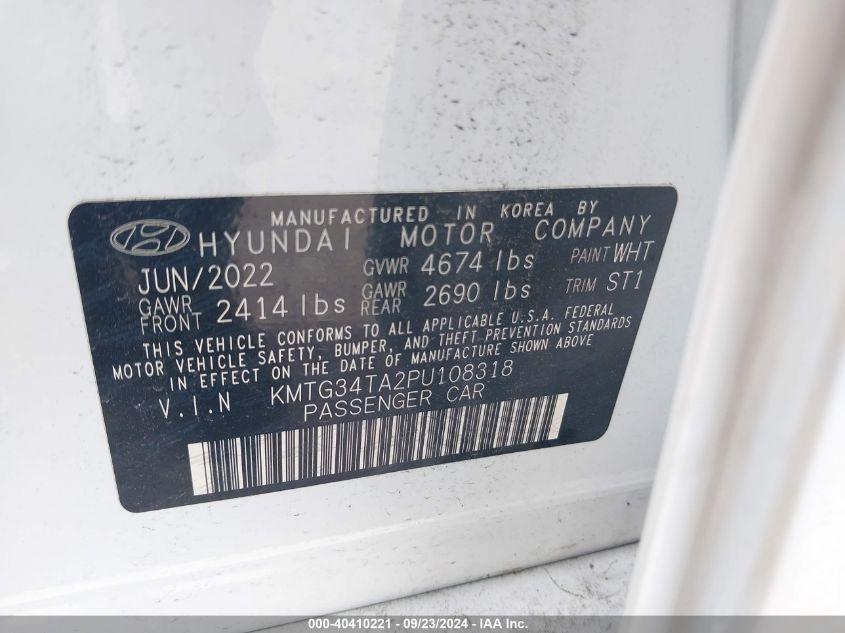 MANUFACTURED IN KOREA BY
HYUNDAI MOTOR COMPANY
JUN/2022 GVWR 4674 lbs PAINT WHT
GAWR FRONT 2414 lbs GAWR REAR 2690 lbs TRIM ST1
THIS VEHICLE CONFORMS TO ALL APPLICABLE U.S.A. FEDERAL
MOTOR VEHICLE SAFETY, BUMPER, AND THEFT PREVENTION STANDARDS
IN EFFECT ON THE DATE OF MANUFACTURE SHOWN ABOVE
V.I.N KMTG34TA2PU108318
PASSENGER CAR
000-40410221 - 09/23/2024 - IAA Inc.